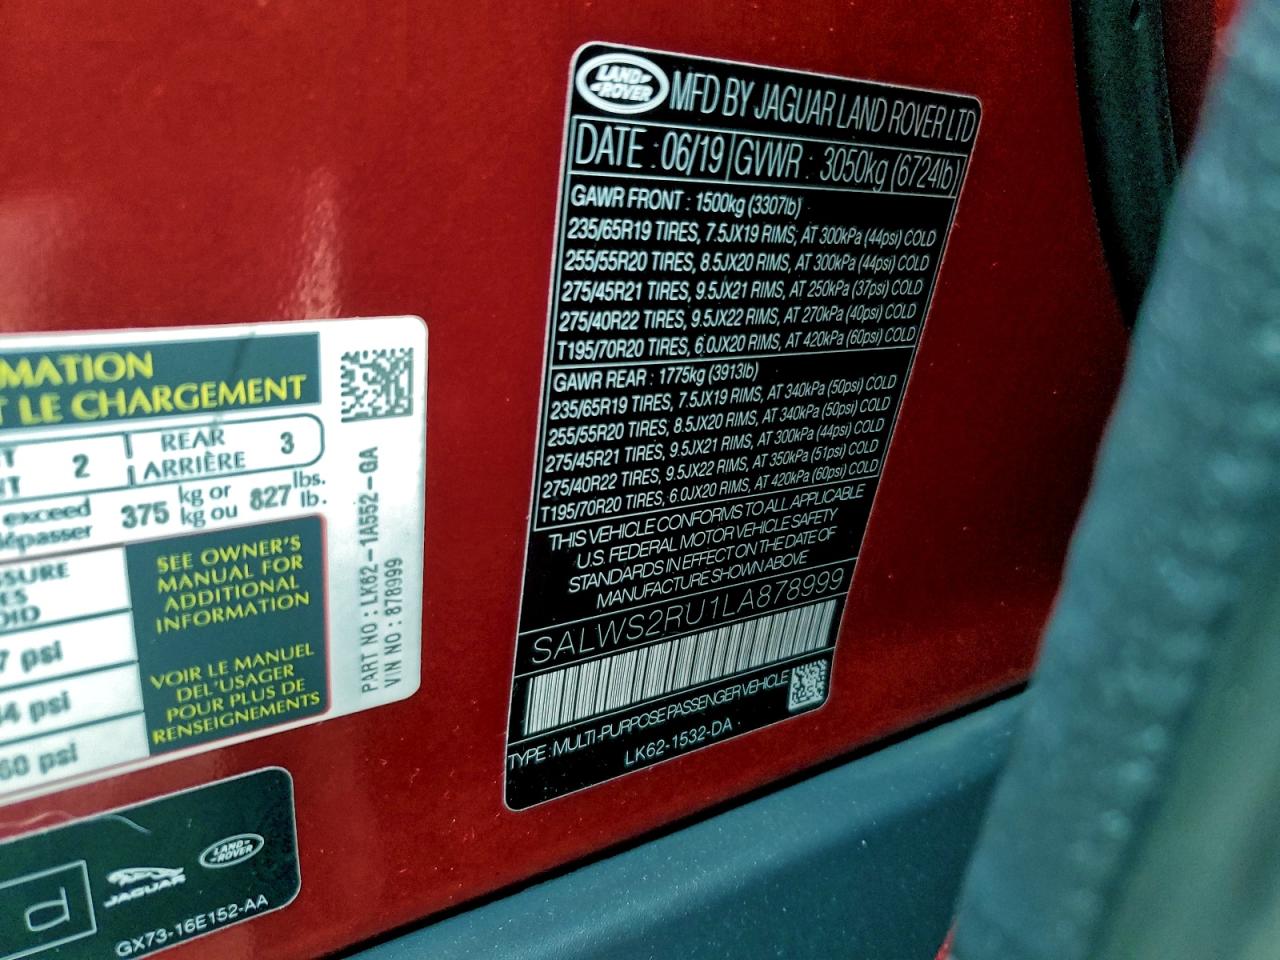 MATION
T LE CHARGEMENT
2
REAR
ARRIÈRE
3
exceed
dépasser
375 kg or
kg ou
827 lbs.
lb.
SSURE
7 psi
44 psi
60 psi
SEE OWNER'S
MANUAL FOR
ADDITIONAL
INFORMATION
VOIR LE MANUEL
DEL'USAGER
POUR PLUS DE
RENSEIGNEMENTS
PART NO : LK62-1A552-GA
VIN NO : 878999
JAGUAR
LAND-
-ROVER
GX73-16E152-AA
LAND-
-ROVER
MFD BY JAGUAR LAND ROVER LTD
DATE : 06/19 GVWR : 3050kg (6724lb)
GAWR FRONT : 1500kg (3307lb)
235/65R19 TIRES, 7.5JX19 RIMS, AT 300kPa (44psi) COLD
255/55R20 TIRES, 8.5JX20 RIMS, AT 300kPa (44psi) COLD
275/45R21 TIRES, 9.5JX21 RIMS, AT 250kPa (37psi) COLD
275/40R22 TIRES, 9.5JX22 RIMS, AT 270kPa (40psi) COLD
T195/70R20 TIRES, 6.0JX20 RIMS, AT 420kPa (60psi) COLD
GAWR REAR : 1775kg (3913lb)
235/65R19 TIRES, 7.5JX19 RIMS, AT 340kPa (50psi) COLD
255/55R20 TIRES, 8.5JX20 RIMS, AT 340kPa (50psi) COLD
275/45R21 TIRES, 9.5JX21 RIMS, AT 300kPa (44psi) COLD
275/40R22 TIRES, 9.5JX22 RIMS, AT 350kPa (51psi) COLD
T195/70R20 TIRES, 6.0JX20 RIMS, AT 420kPa (60psi) COLD
THIS VEHICLE CONFORMS TO ALL APPLICABLE
U.S. FEDERAL MOTOR VEHICLE SAFETY
STANDARDS IN EFFECT ON THE DATE OF
MANUFACTURE SHOWN ABOVE
SALWS2RU1LA878999
TYPE : MULTI-PURPOSE PASSENGER VEHICLE
LK62-1532-DA